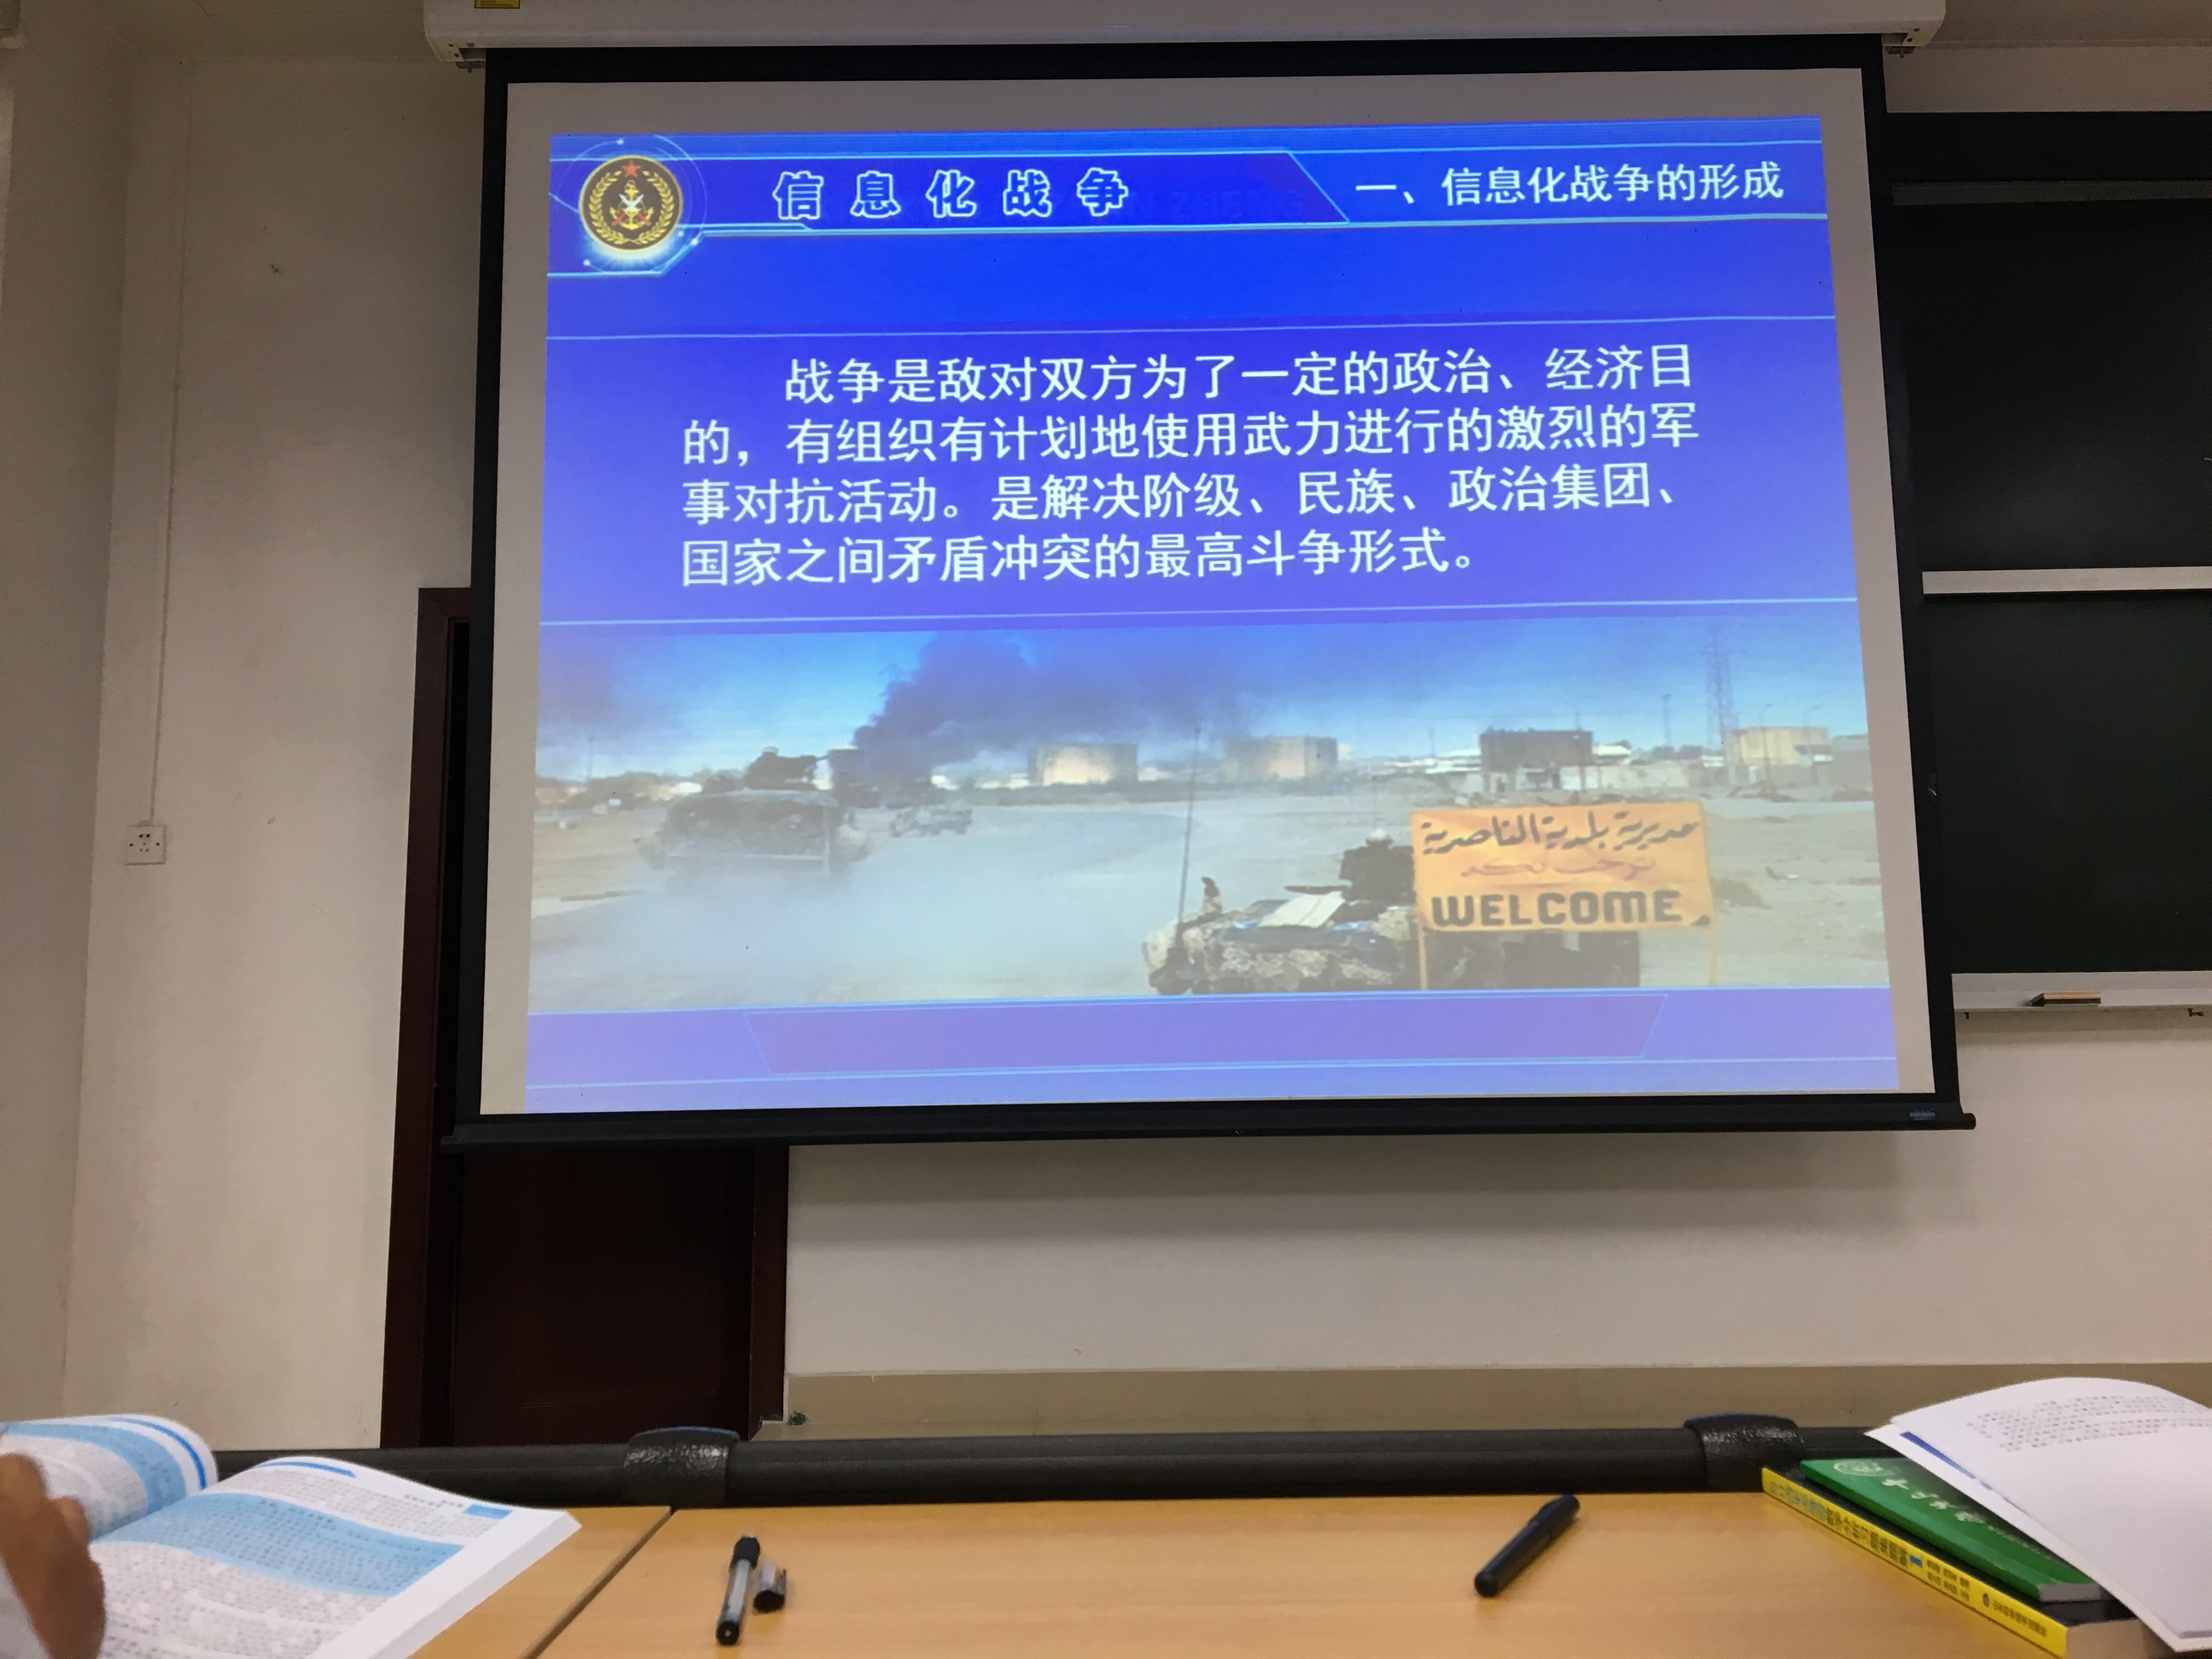 信息化战争
一、信息化战争的形成
战争是敌对双方为了一定的政治、经济目
的，有组织有计划地使用武力进行的激烈的军
事对抗活动。是解决阶级、民族、政治集团、
国家之间矛盾冲突的最高斗争形式。
مديرية بلدية الناصرية
ترحب بكم
WELCOME